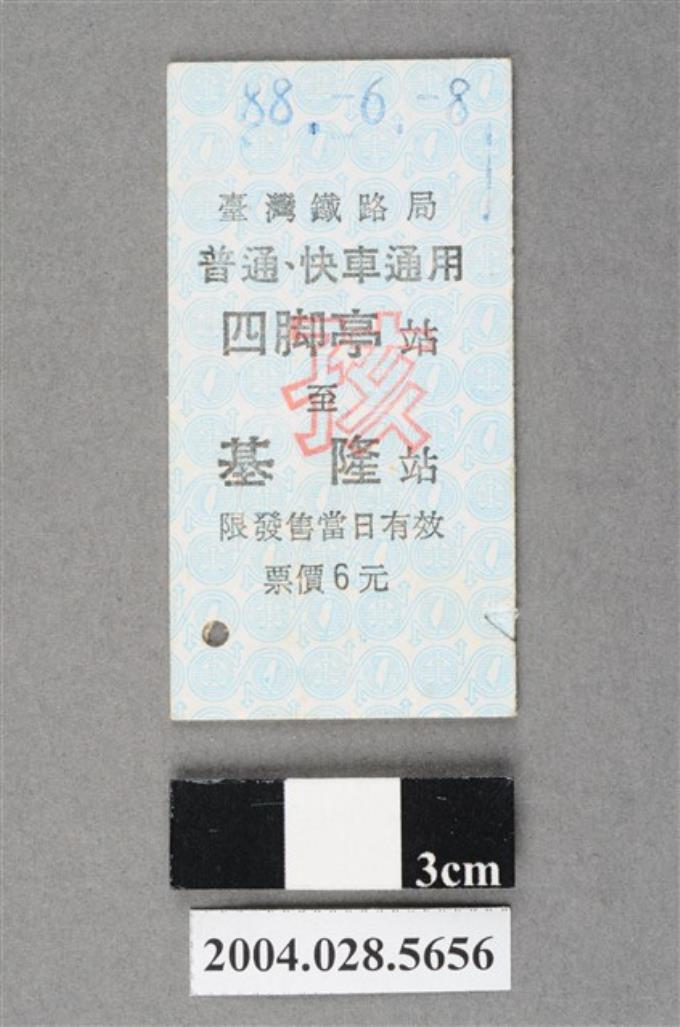 88.-6.-8
臺灣鐵路局
普通、快車通用
四脚亭站
孩
至
基隆站
限發售當日有效
票價6元
3cm
2004.028.5656